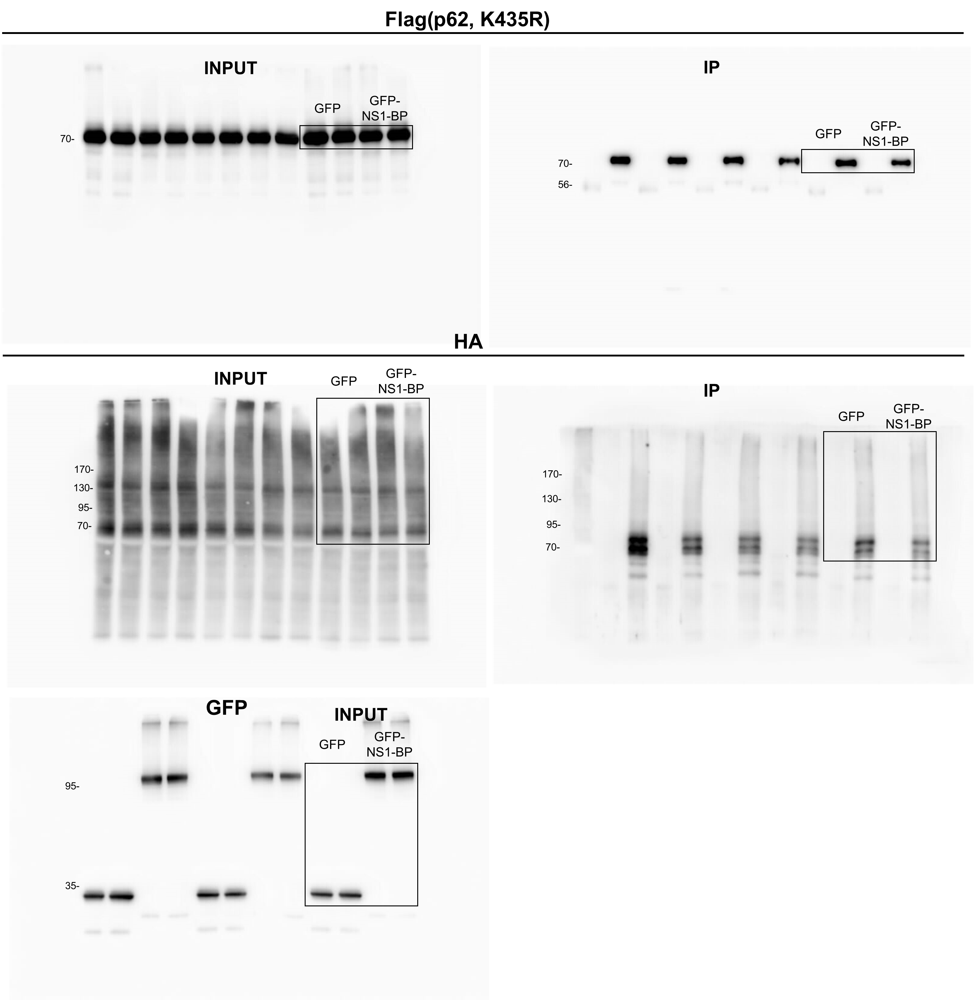 Flag(p62, K435R)
INPUT
GFP
GFP-
NS1-BP
70-
IP
GFP
GFP-
NS1-BP
70-
56-
HA
INPUT
GFP
GFP-
NS1-BP
170-
130-
95-
70-
IP
GFP
GFP-
NS1-BP
170-
130-
95-
70-
GFP
INPUT
GFP
GFP-
NS1-BP
95-
35-